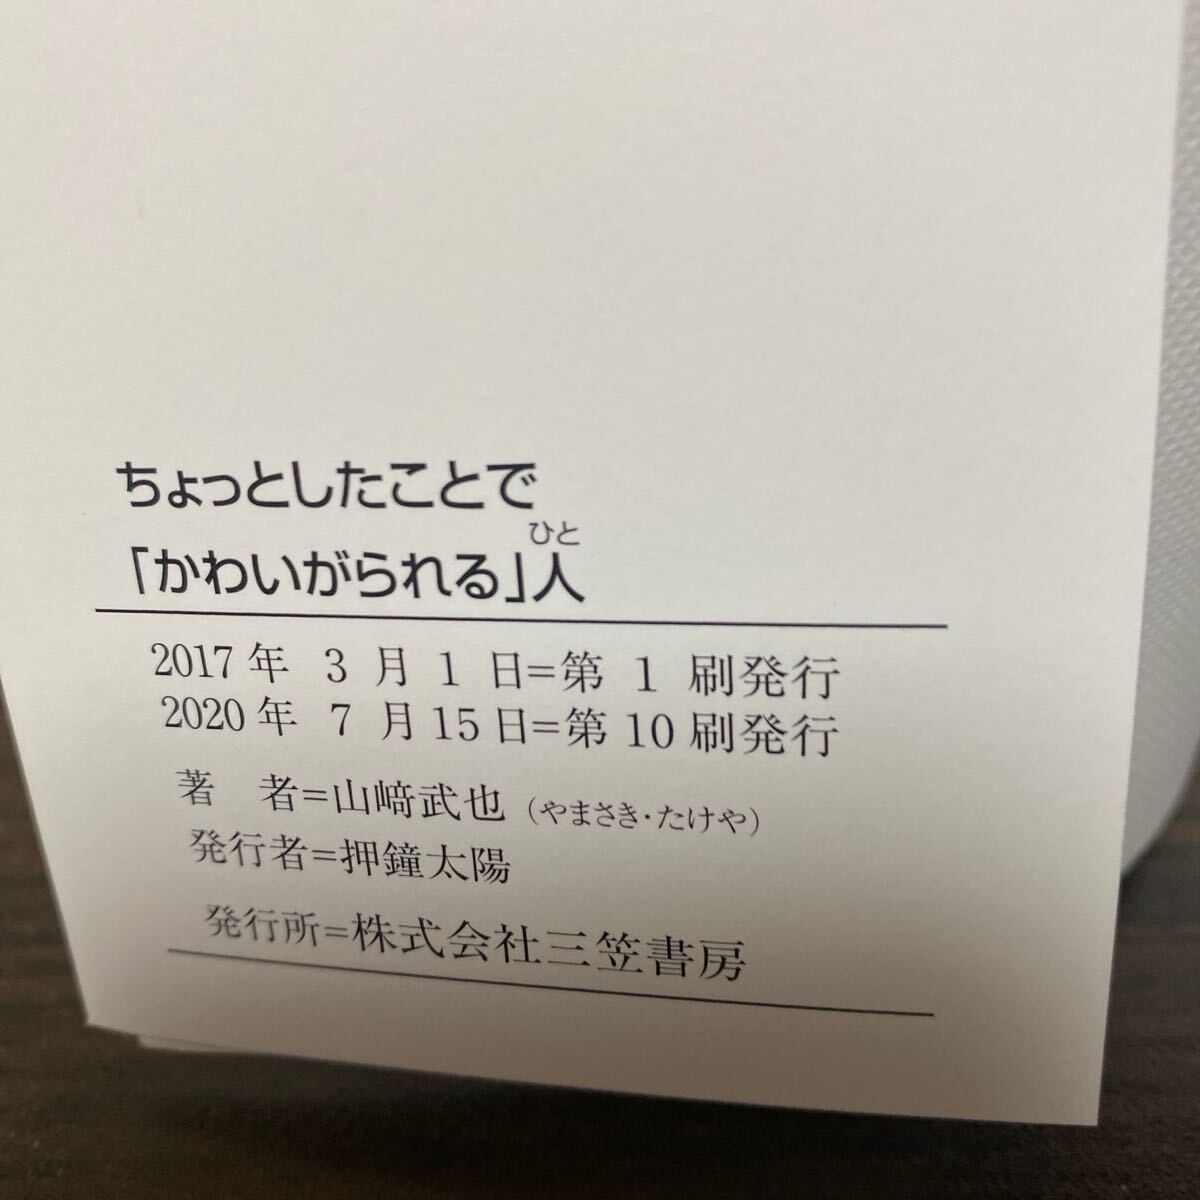 ちょっとしたことで
「かわいがられる」人
ひと
2017年 3 月 1 日=第 1 刷発行
2020年 7 月15日=第10刷発行
著 者=山﨑武也(やまさき・たけや)
発行者=押鐘太陽
発行所=株式会社三笠書房